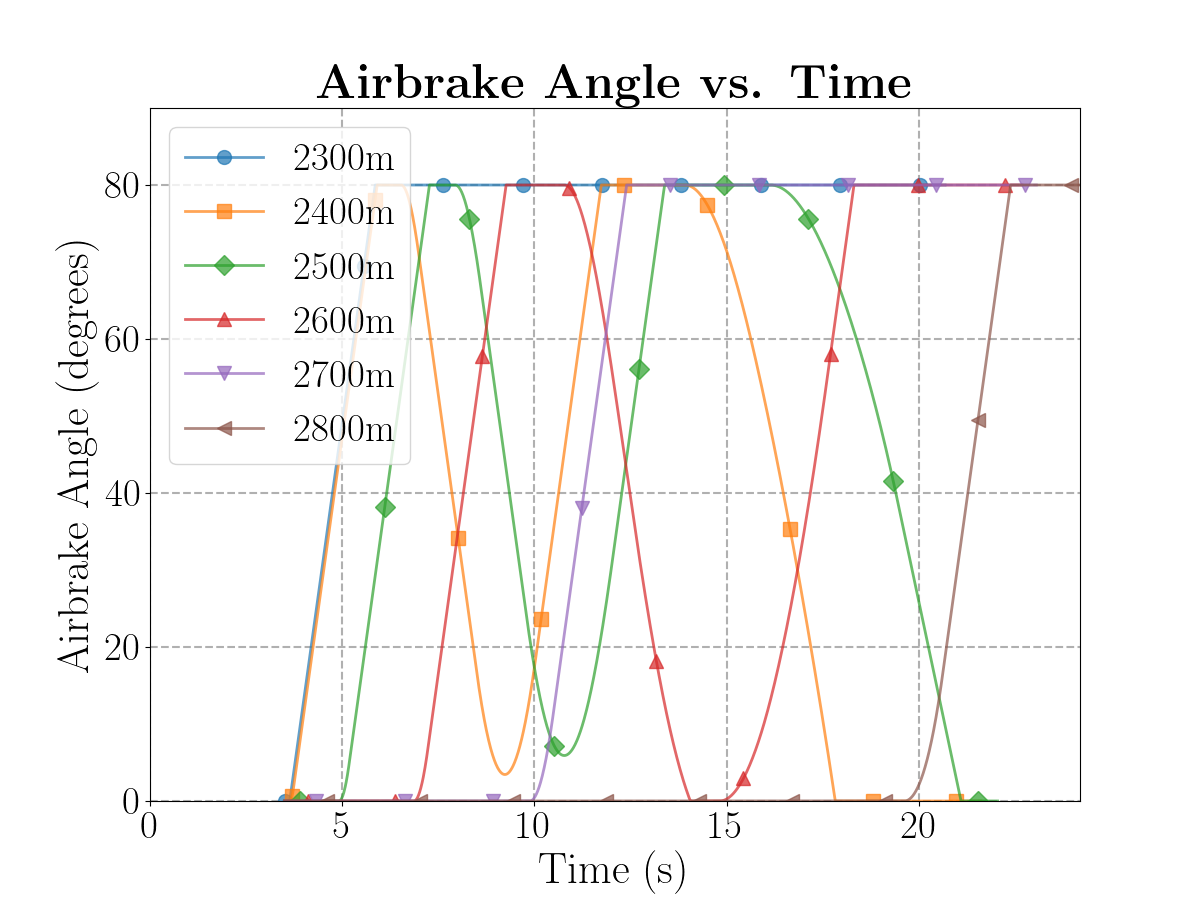 Airbrake Angle vs. Time
2300m
2400m
2500m
2600m
2700m
2800m
80
60
40
20
0
Airbrake Angle (degrees)
0 5 10 15 20
Time (s)